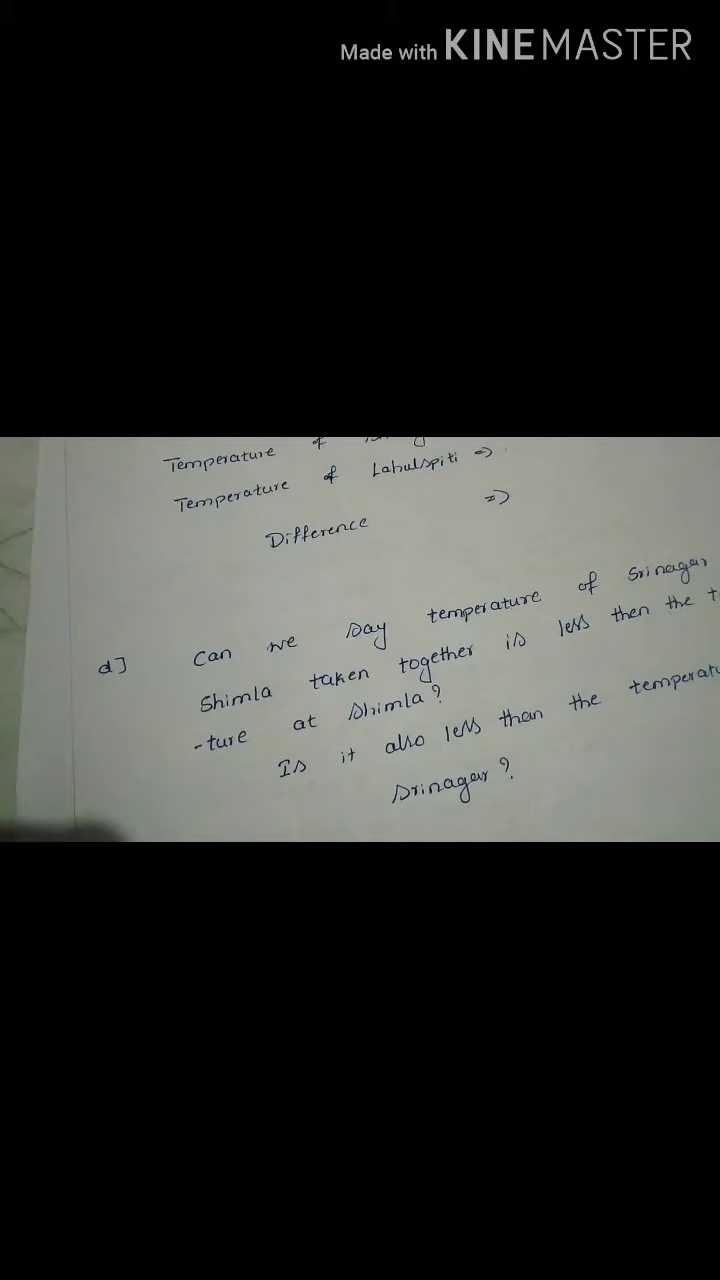 Made with KINEMASTER
Temperature of
Temperature of Lahulspiti =>
Difference =>
d] Can we say temperature of Srinagar
Shimla taken together is less then the
-ture at Shimla?
Is it also less than the
Srinagar?